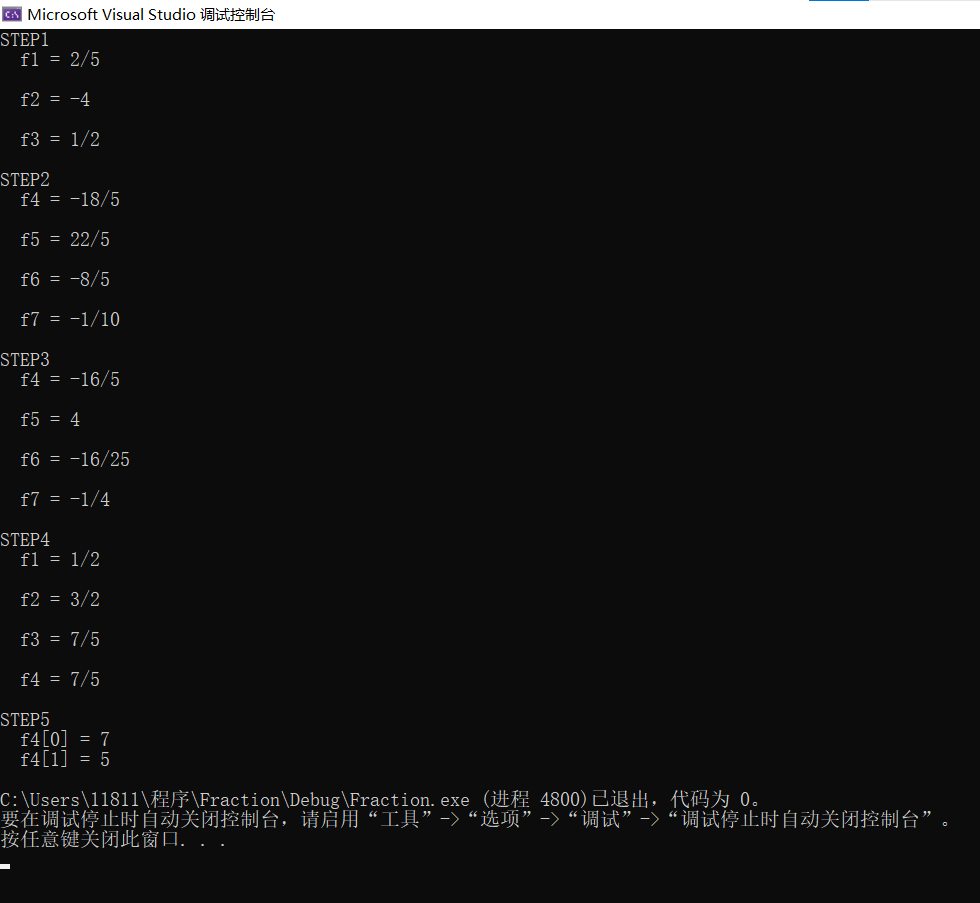 Microsoft Visual Studio 调试控制台
STEP1
f1 = 2/5
f2 = -4
f3 = 1/2
STEP2
f4 = -18/5
f5 = 22/5
f6 = -8/5
f7 = -1/10
STEP3
f4 = -16/5
f5 = 4
f6 = -16/25
f7 = -1/4
STEP4
f1 = 1/2
f2 = 3/2
f3 = 7/5
f4 = 7/5
STEP5
f4[0] = 7
f4[1] = 5
C:\Users\11811\程序\Fraction\Debug\Fraction.exe (进程 4800)已退出，代码为 0。
要在调试停止时自动关闭控制台，请启用“工具”->“选项”->“调试”->“调试停止时自动关闭控制台”。
按任意键关闭此窗口. . .